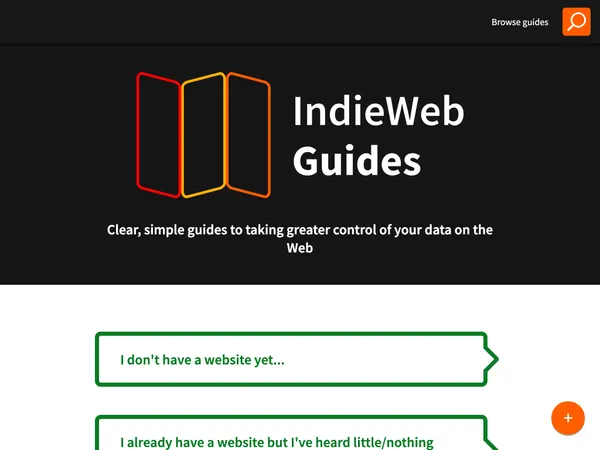 Browse guides
IndieWeb
Guides
Clear, simple guides to taking greater control of your data on the
Web
I don't have a website yet...
I already have a website but I've heard little/nothing
+